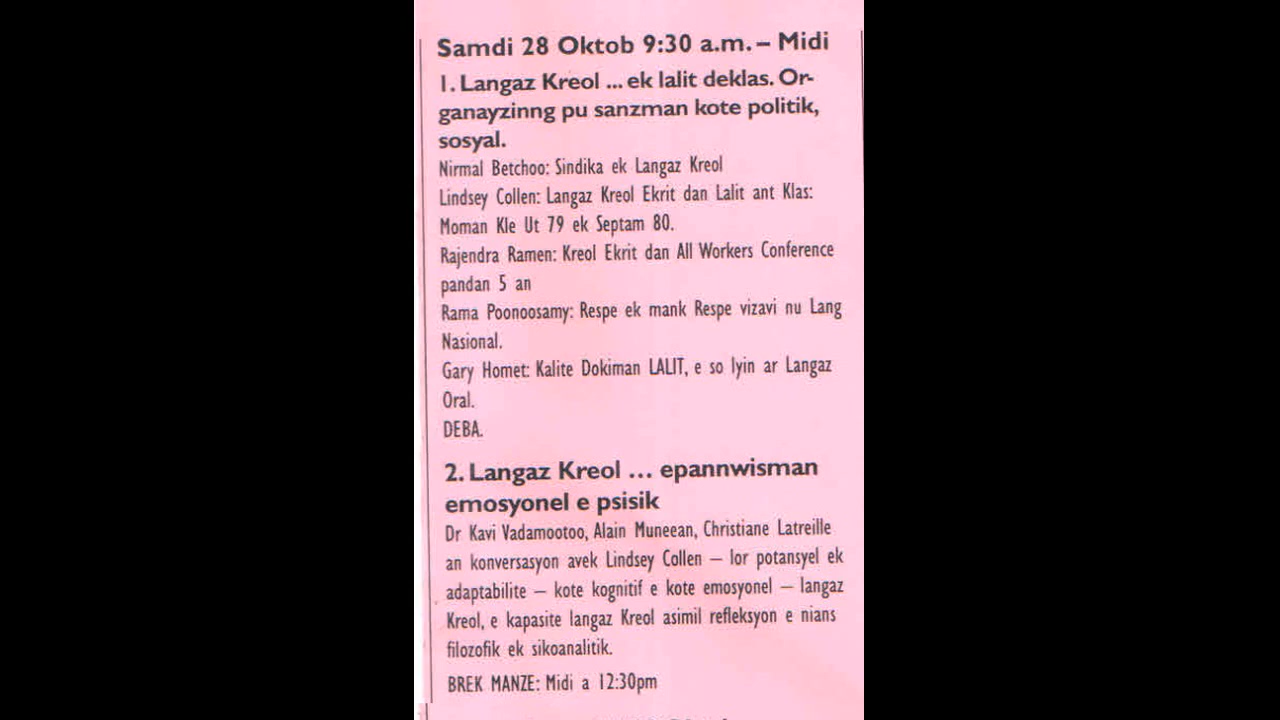 Samdi 28 Oktob 9:30 a.m. – Midi
1. Langaz Kreol ... ek lalit deklas. Or-
ganayzinng pu sanzman kote politik,
sosyal.
Nirmal Betchoo: Sindika ek Langaz Kreol
Lindsey Collen: Langaz Kreol Ekrit dan Lalit ant Klas:
Moman Kle Ut 79 ek Septam 80.
Rajendra Ramen: Kreol Ekrit dan All Workers Conference
pandan 5 an
Rama Poonoosamy: Respe ek mank Respe vizavi nu Lang
Nasional.
Gary Homet: Kalite Dokiman LALIT, e so lyin ar Langaz
Oral.
DEBA.
2. Langaz Kreol ... epannwisman
emosyonel e psisik
Dr Kavi Vadamootoo, Alain Muneean, Christiane Latreille
an konversasyon avek Lindsey Collen – lor potansyel ek
adaptabilite – kote kognitif e kote emosyonel – langaz
Kreol, e kapasite langaz Kreol asimil refleksyon e nians
filozofik ek sikoanalitik.
BREK MANZE: Midi a 12:30pm